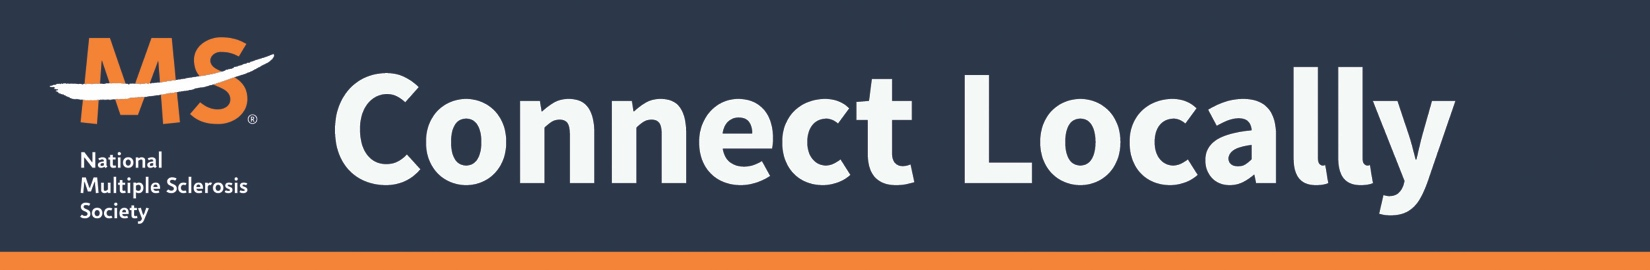 MS®
National
Multiple Sclerosis
Society
Connect Locally